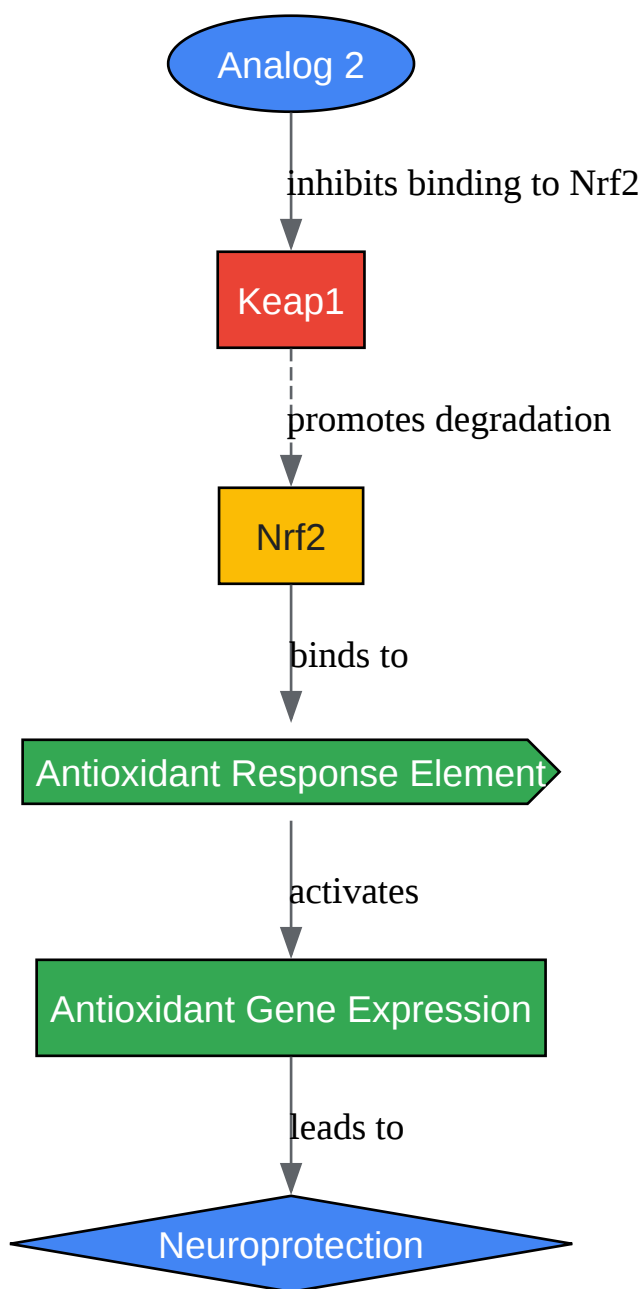 Analog 2
inhibits binding to Nrf2
Keap1
promotes degradation
Nrf2
binds to
Antioxidant Response Element
activates
Antioxidant Gene Expression
leads to
Neuroprotection